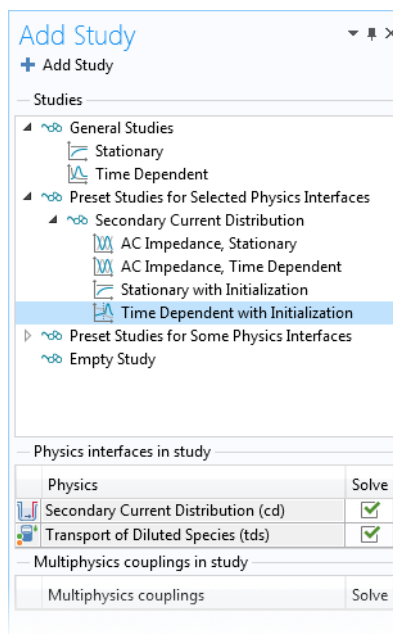 Add Study
Add Study
Studies
General Studies
Stationary
Time Dependent
Preset Studies for Selected Physics Interfaces
Secondary Current Distribution
AC Impedance, Stationary
AC Impedance, Time Dependent
Stationary with Initialization
Time Dependent with Initialization
Preset Studies for Some Physics Interfaces
Empty Study
Physics interfaces in study
Physics Solve
Secondary Current Distribution (cd)
Transport of Diluted Species (tds)
Multiphysics couplings in study
Multiphysics couplings Solve